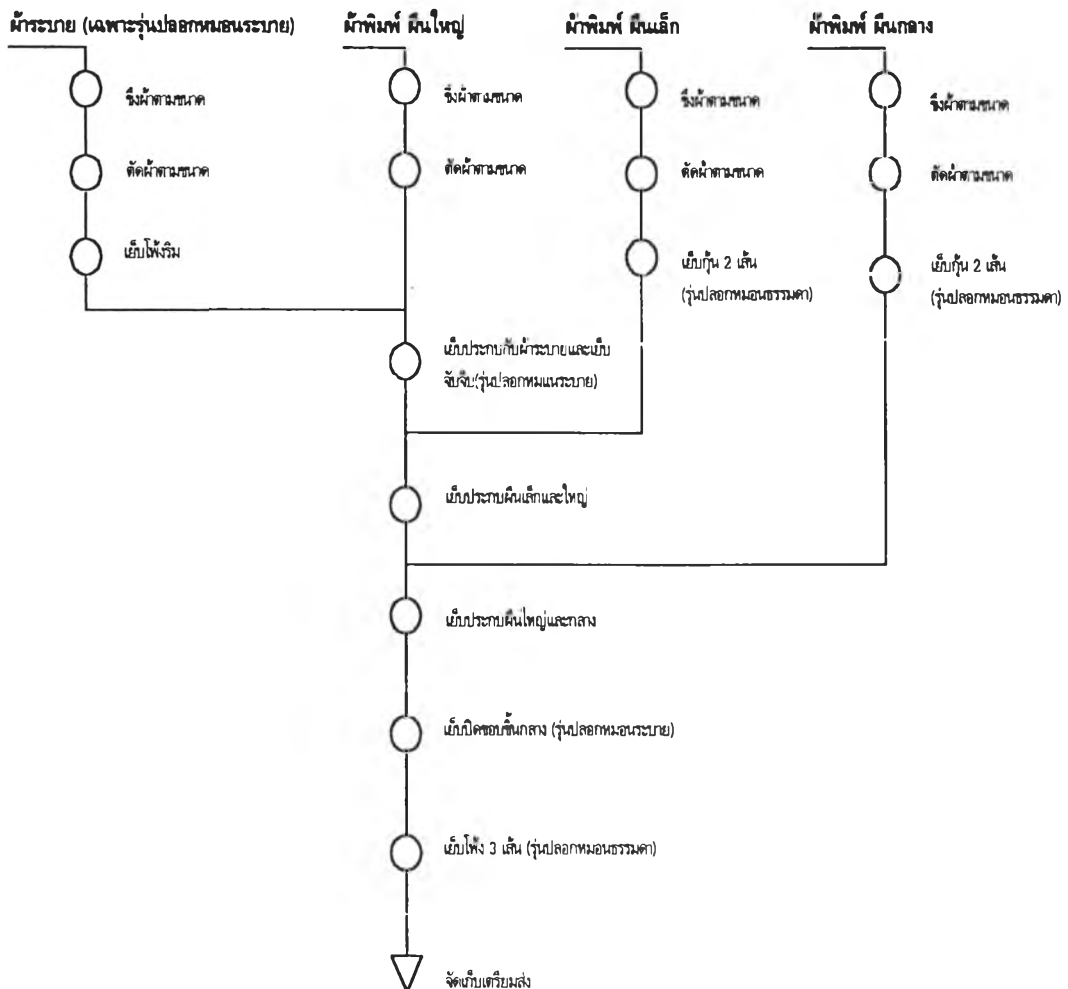 ผ้าระบาย (เฉพาะรุ่นปลอกหมอนระบาย)
ผ้าพิมพ์ ผืนใหญ่
ผ้าพิมพ์ ผืนเล็ก
ผ้าพิมพ์ ผืนกลาง
ขึงผ้าตามขนาด
ขึงผ้าตามขนาด
ขึงผ้าตามขนาด
ขึงผ้าตามขนาด
ตัดผ้าตามขนาด
ตัดผ้าตามขนาด
ตัดผ้าตามขนาด
ตัดผ้าตามขนาด
เย็บโพ้งริม
เย็บกุ้น 2 เส้น
(รุ่นปลอกหมอนธรรมดา)
เย็บกุ้น 2 เส้น
(รุ่นปลอกหมอนธรรมดา)
เย็บประกบกับผ้าระบายและเย็บ
จับจีบ(รุ่นปลอกหมแนระบาย)
เย็บประกบผืนเล็กและใหญ่
เย็บประกบผืนใหญ่และกลาง
เย็บปิดขอบชิ้นกลาง (รุ่นปลอกหมอนระบาย)
เย็บโพ้ง 3 เส้น (รุ่นปลอกหมอนธรรมดา)
จัดเก็บเตรียมส่ง